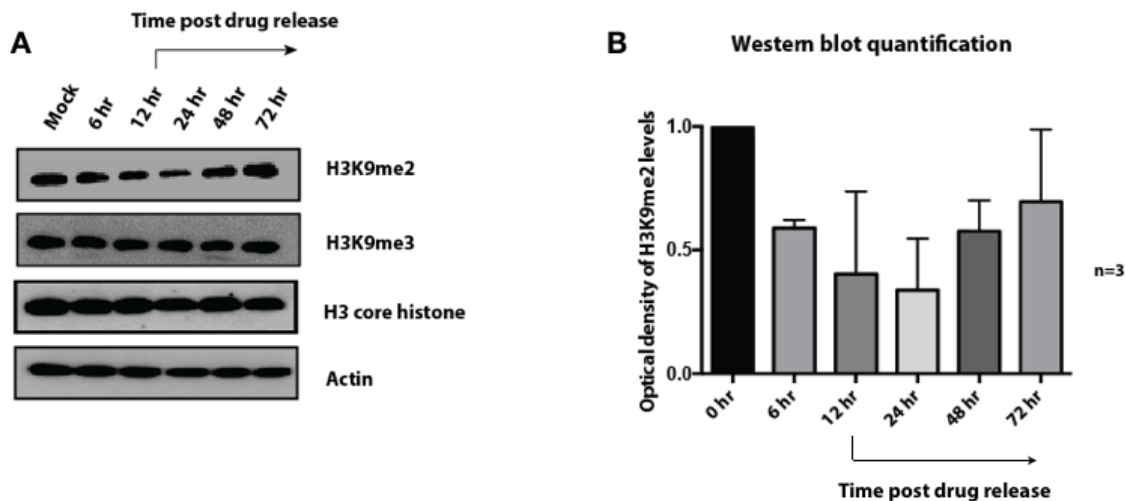 A
Time post drug release
Mock
6 hr
12 hr
24 hr
48 hr
72 hr
H3K9me2
H3K9me3
H3 core histone
Actin
B
Western blot quantification
Optical density of H3K9me2 levels
1.0
0.5
0.0
0 hr
6 hr
12 hr
24 hr
48 hr
72 hr
n=3
Time post drug release